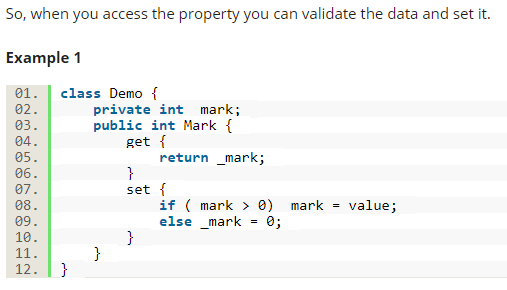 So, when you access the property you can validate the data and set it.
Example 1
01. class Demo {
02.     private int  mark;
03.     public int Mark {
04.         get {
05.             return _mark;
06.         }
07.         set {
08.             if ( mark > 0)  mark = value;
09.             else _mark = 0;
10.         }
11.     }
12. }